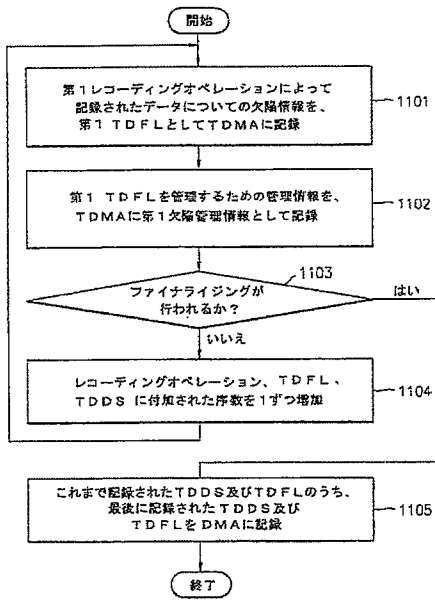 開始
第1レコーディングオペレーションによって
記録されたデータについての欠陥情報を、
第1 TDFLとしてTDMAに記録
1101
第1 TDFLを管理するための管理情報を、
TDMAに第1欠陥管理情報として記録
1102
1103
ファイナライジングが
行われるか?
はい
いいえ
レコーディングオペレーション、TDFL、
TDDS に付加された序数を1ずつ増加
1104
これまで記録されたTDDS及びTDFLのうち、
最後に記録されたTDDS及び
TDFLをDMAに記録
1105
終了